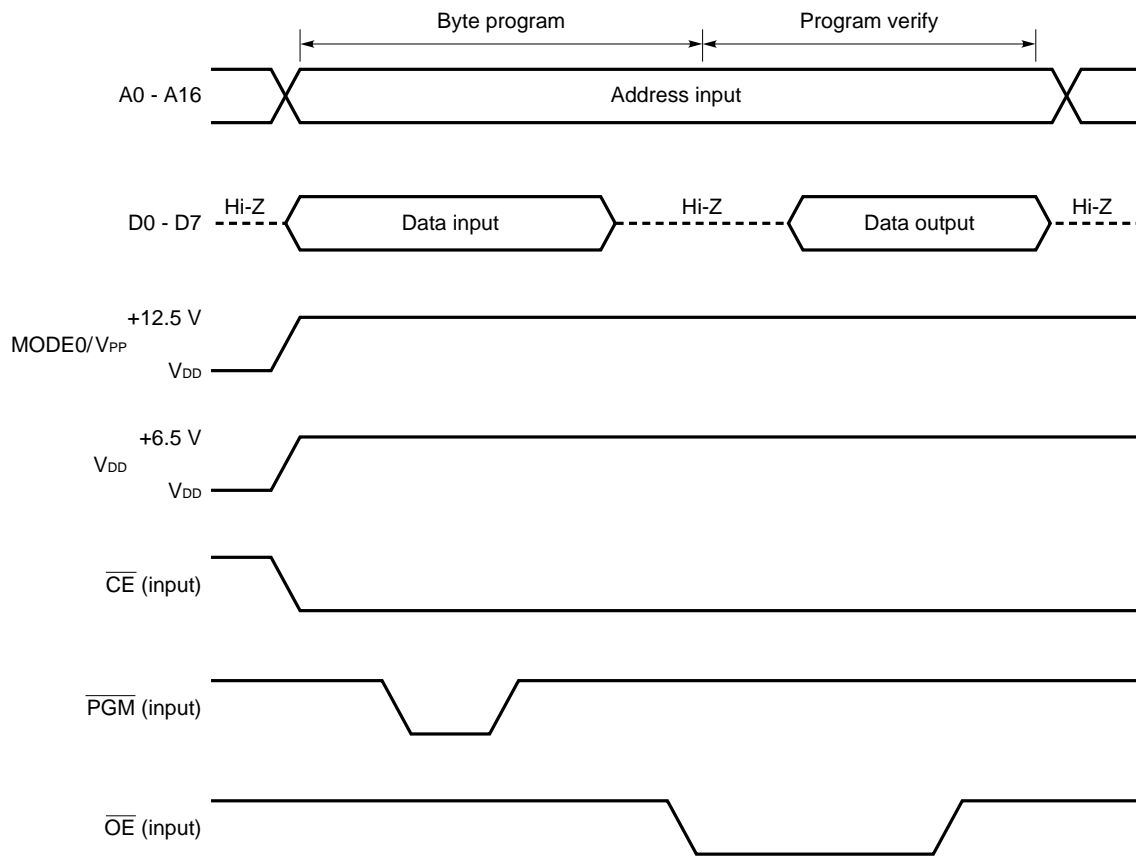 Byte program Program verify
A0 - A16 Address input
Hi-Z Hi-Z Hi-Z
D0 - D7 Data input Data output
+12.5 V
MODE0/VPP
VDD
+6.5 V
VDD
VDD
CE (input)
PGM (input)
OE (input)